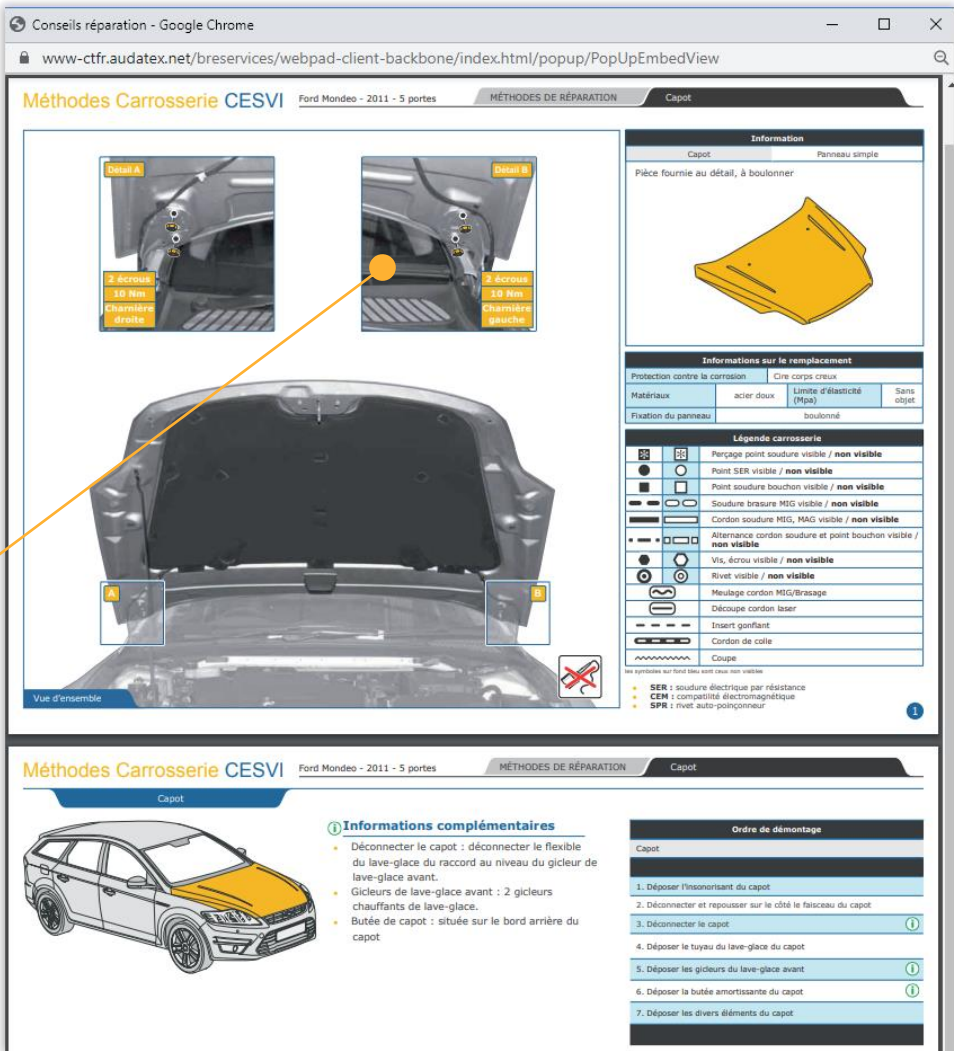 Conseils réparation - Google Chrome
www-ctfr.audatex.net/breservices/webpad-client-backbone/index.html/popup/PopUpEmbedView
Méthodes Carrosserie CESVI
Ford Mondeo - 2011 - 5 portes
MÉTHODES DE RÉPARATION
Capot
Détail A
2 écrous
10 Nm
Charnière
droite
Détail B
2 écrous
10 Nm
Charnière
gauche
A
B
Vue d'ensemble
Information
Capot
Panneau simple
Pièce fournie au détail, à boulonner
Informations sur le remplacement
Protection contre la corrosion
Cire corps creux
Matériaux
acier doux
Limite d'élasticité
(Mpa)
Sans
objet
Fixation du panneau
boulonné
Légende carrosserie
Perçage point soudure visible / non visible
Point SER visible / non visible
Point soudure bouchon visible / non visible
Soudure brasure MIG visible / non visible
Cordon soudure MIG, MAG visible / non visible
Alternance cordon soudure et point bouchon visible /
non visible
Vis, écrou visible / non visible
Rivet visible / non visible
Meulage cordon MIG/Brasage
Découpe cordon laser
Insert gonflant
Cordon de colle
Coupe
les symboles sur fond bleu sont ceux non visibles
SER : soudure électrique par résistance
CEM : compatilité électromagnétique
SPR : rivet auto-poinçonneur
1
Méthodes Carrosserie CESVI
Ford Mondeo - 2011 - 5 portes
MÉTHODES DE RÉPARATION
Capot
Capot
Informations complémentaires
Déconnecter le capot : déconnecter le flexible
du lave-glace du raccord au niveau du gicleur de
lave-glace avant.
Gicleurs de lave-glace avant : 2 gicleurs
chauffants de lave-glace.
Butée de capot : située sur le bord arrière du
capot
Ordre de démontage
Capot
1. Déposer l'insonorisant du capot
2. Déconnecter et repousser sur le côté le faisceau du capot
3. Déconnecter le capot
4. Déposer le tuyau du lave-glace du capot
5. Déposer les gicleurs du lave-glace avant
6. Déposer la butée amortissante du capot
7. Déposer les divers éléments du capot